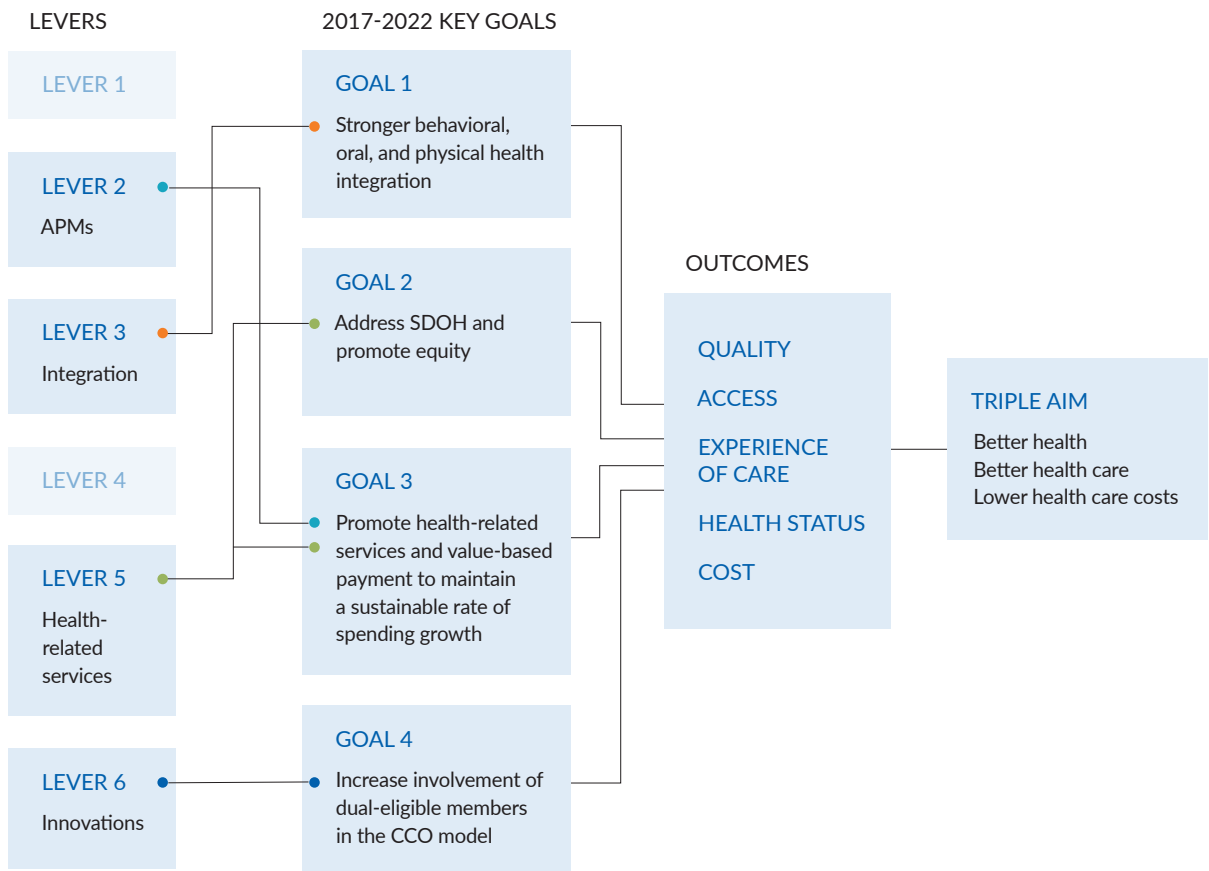 LEVERS
LEVER 1
LEVER 2
APMs
LEVER 3
Integration
LEVER 4
LEVER 5
Health-
related
services
LEVER 6
Innovations
2017-2022 KEY GOALS
GOAL 1
Stronger behavioral,
oral, and physical health
integration
GOAL 2
Address SDOH and
promote equity
GOAL 3
Promote health-related
services and value-based
payment to maintain
a sustainable rate of
spending growth
GOAL 4
Increase involvement of
dual-eligible members
in the CCO model
OUTCOMES
QUALITY
ACCESS
EXPERIENCE
OF CARE
HEALTH STATUS
COST
TRIPLE AIM
Better health
Better health care
Lower health care costs